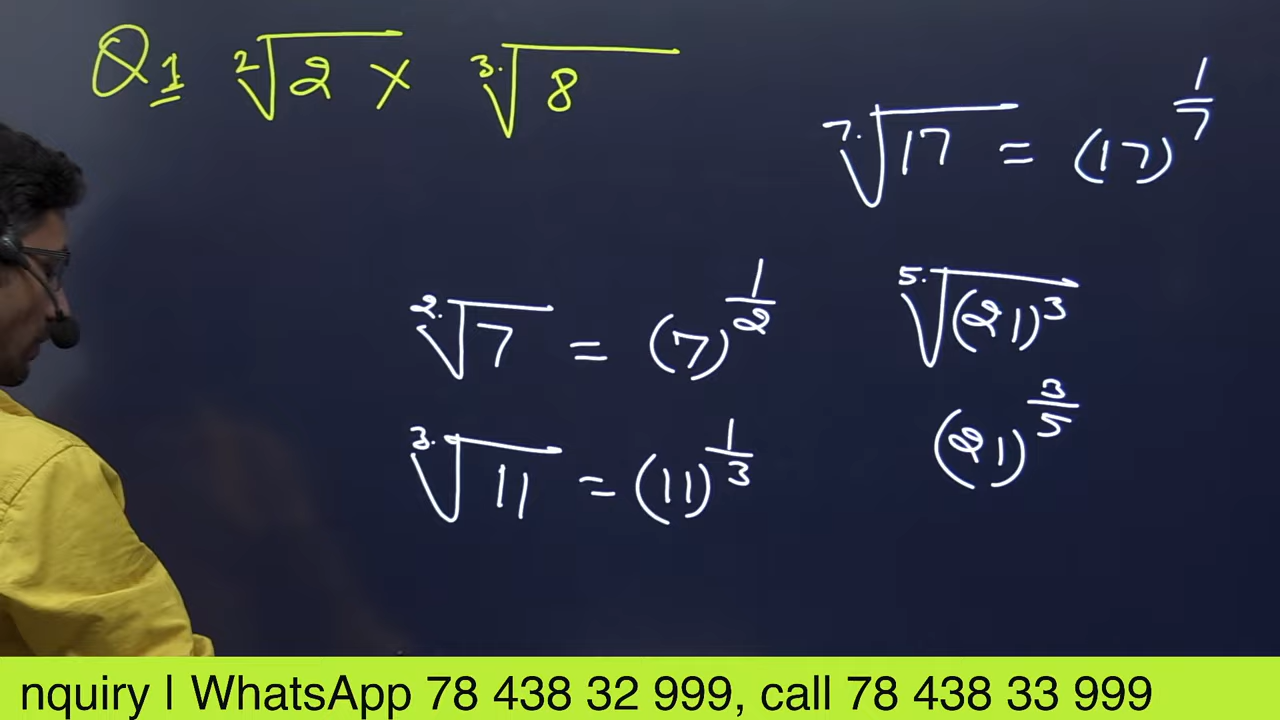 Q1 ²√2 × ³√8
⁷√17 = (17)^1/7
²√7 = (7)^1/2
⁵√(21)³
(21)^3/5
³√11 = (11)^1/3
nquiry | WhatsApp 78 438 32 999, call 78 438 33 999